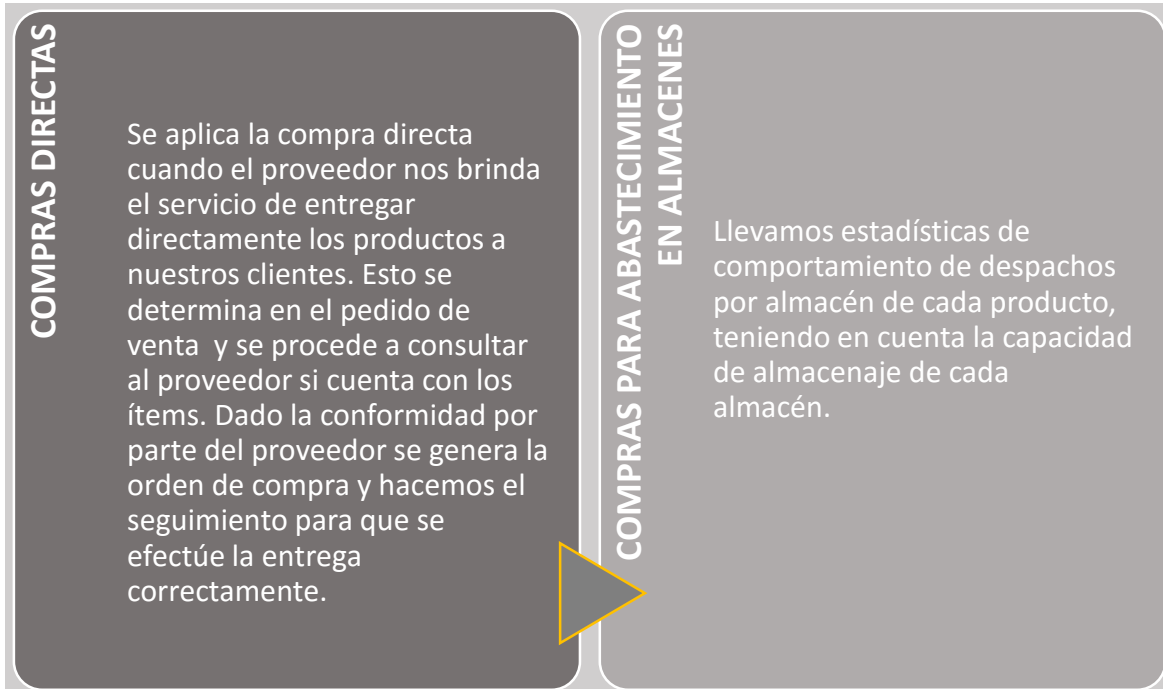 COMPRAS DIRECTAS
Se aplica la compra directa
cuando el proveedor nos brinda
el servicio de entregar
directamente los productos a
nuestros clientes. Esto se
determina en el pedido de
venta  y se procede a consultar
al proveedor si cuenta con los
ítems. Dado la conformidad por
parte del proveedor se genera la
orden de compra y hacemos el
seguimiento para que se
efectúe la entrega
correctamente.
COMPRAS PARA ABASTECIMIENTO
EN ALMACENES
Llevamos estadísticas de
comportamiento de despachos
por almacén de cada producto,
teniendo en cuenta la capacidad
de almacenaje de cada
almacén.